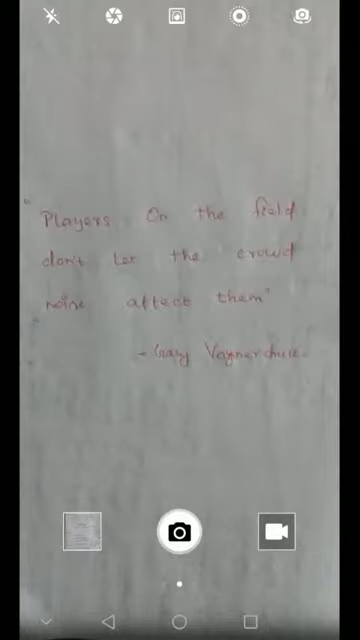 "Players On the field
don't let the crowd
noise affect them"
- Gary Vaynerchuk.